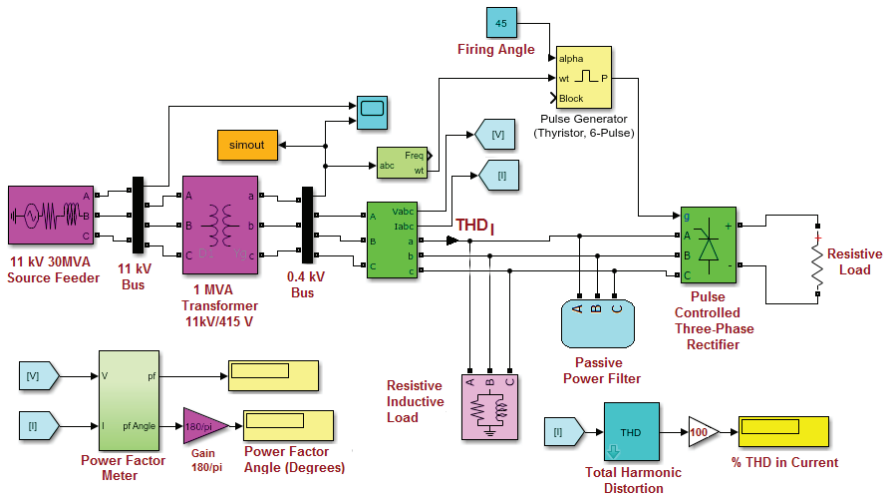 45
Firing Angle
alpha
wt
P
Block
Pulse Generator
(Thyristor, 6-Pulse)
[V]
simout
Freq
abc
wt
[I]
A
B
C
11 kV 30MVA
Source Feeder
11 kV
Bus
A
B
C
a
b
c
1 MVA
Transformer
11kV/415 V
0.4 kV
Bus
A
B
C
Vabc
Iabc
a
b
c
THDI
g
A
B
C
+
-
Pulse
Controlled
Three-Phase
Rectifier
+
Resistive
Load
A
B
C
Passive
Power Filter
A
B
C
Resistive
Inductive
Load
[V]
[I]
V
I
pf
pf Angle
Power Factor
Meter
180/pi
Gain
180/pi
Power Factor
Angle (Degrees)
[I]
THD
Total Harmonic
Distortion
100
% THD in Current